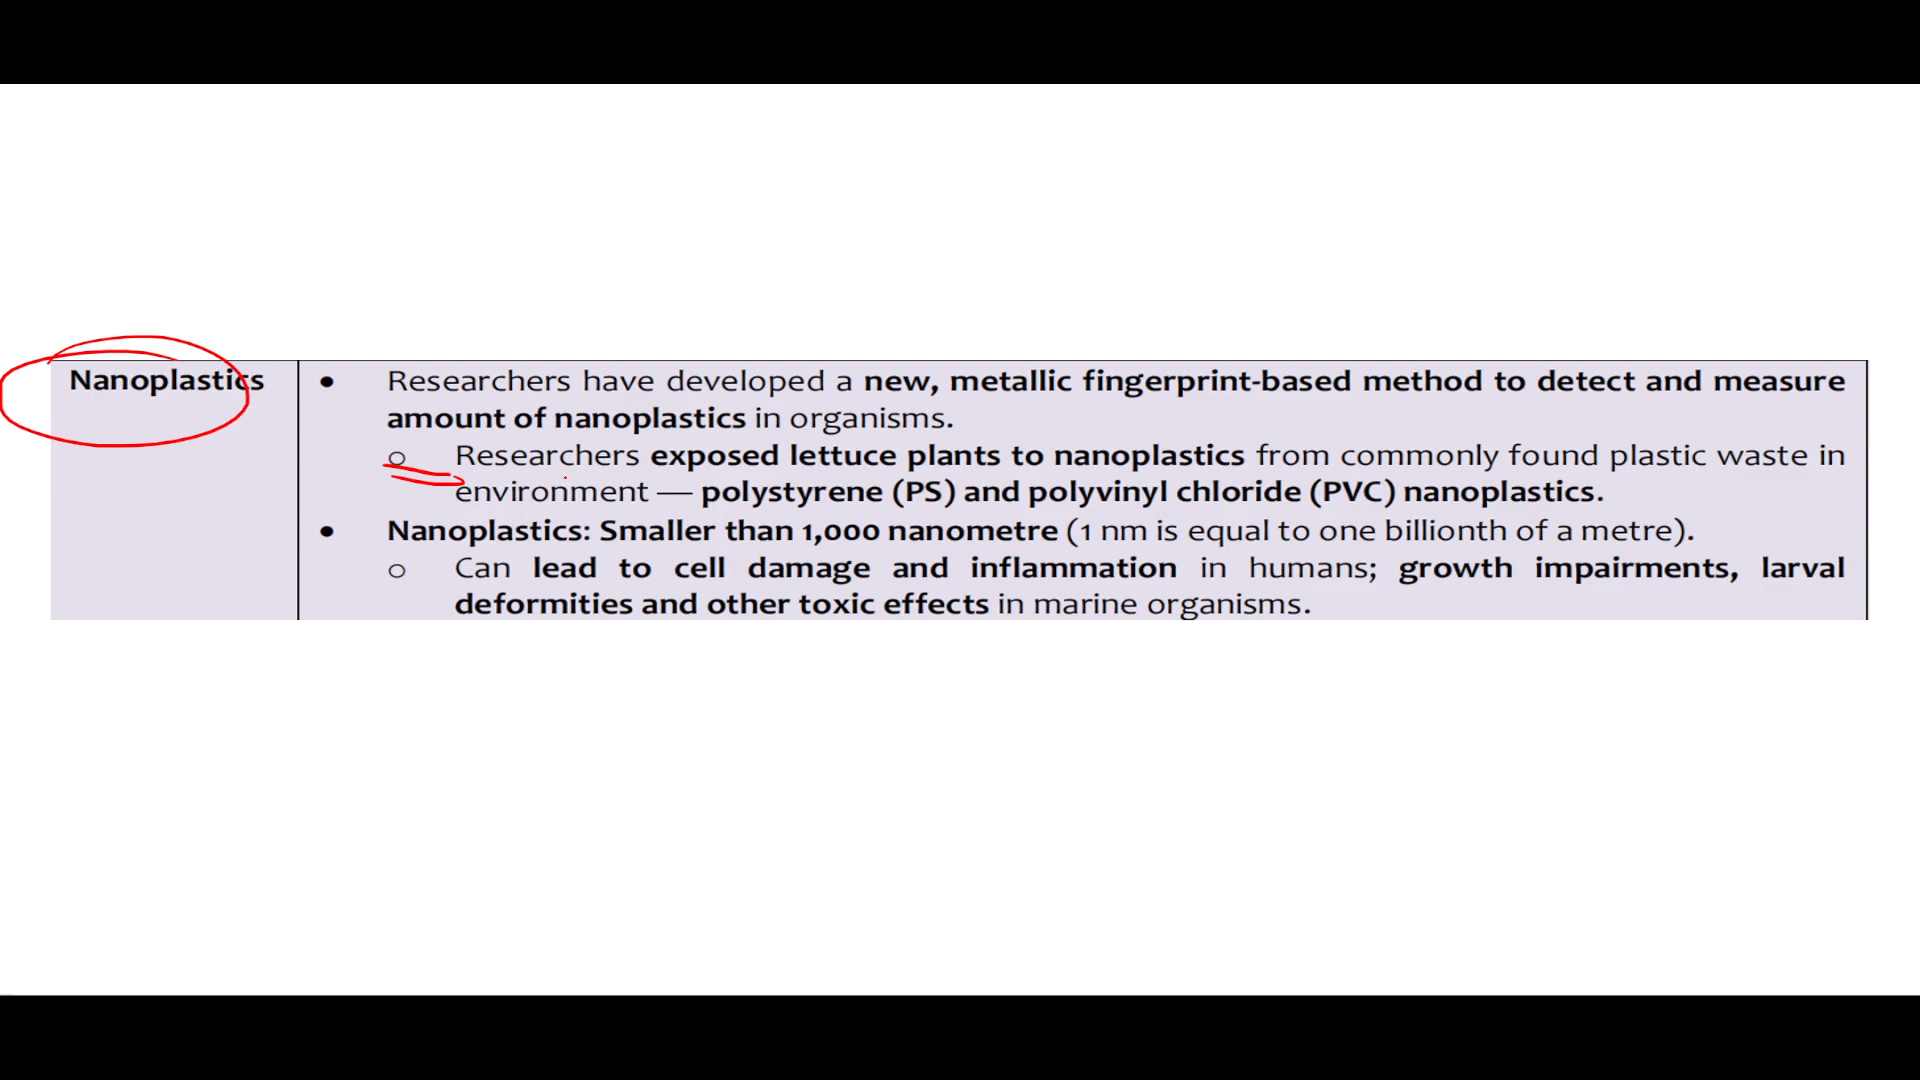 Nanoplastics
• Researchers have developed a new, metallic fingerprint-based method to detect and measure
amount of nanoplastics in organisms.
o Researchers exposed lettuce plants to nanoplastics from commonly found plastic waste in
environment — polystyrene (PS) and polyvinyl chloride (PVC) nanoplastics.
• Nanoplastics: Smaller than 1,000 nanometre (1 nm is equal to one billionth of a metre).
o Can lead to cell damage and inflammation in humans; growth impairments, larval
deformities and other toxic effects in marine organisms.